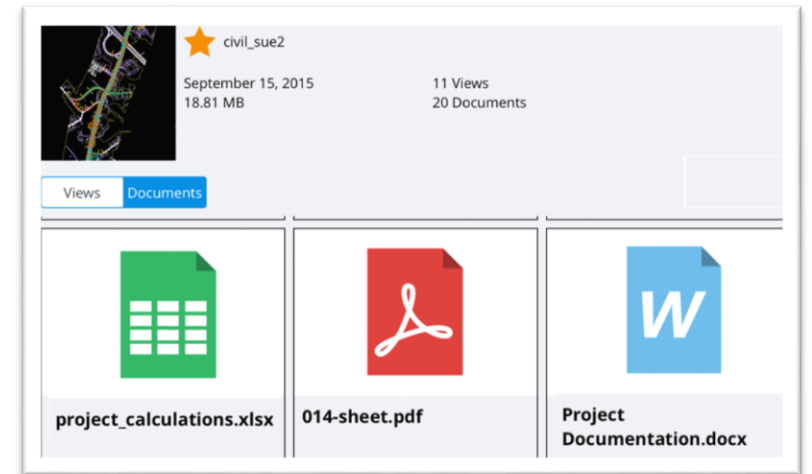 civil_sue2
September 15, 2015
11 Views
18.81 MB
20 Documents
Views
Documents
W
project_calculations.xlsx
014-sheet.pdf
Project
Documentation.docx